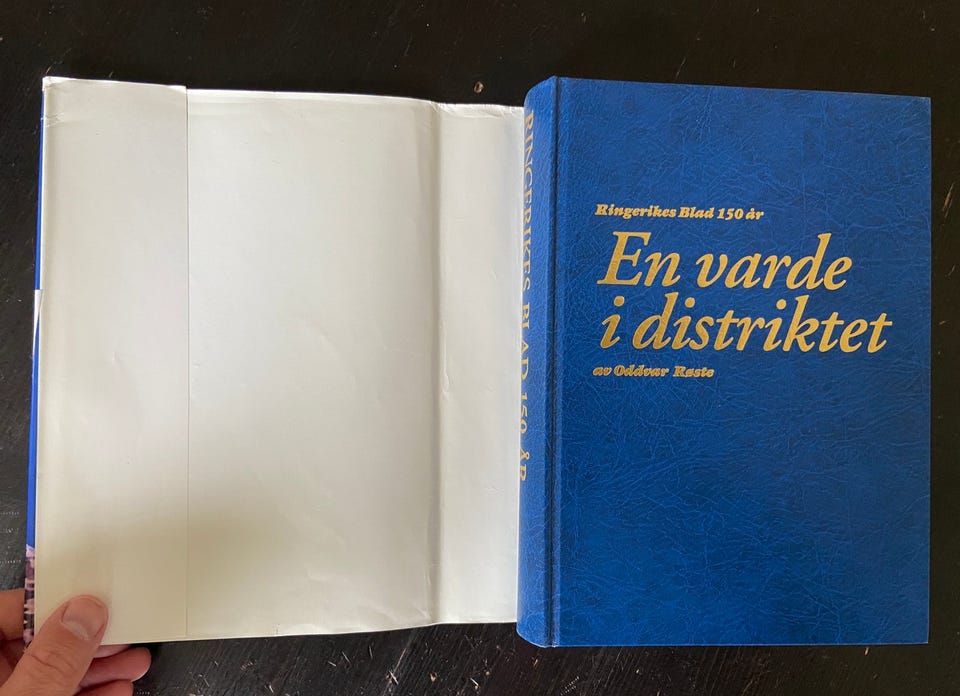 RINGERIKES BLAD 150 ÅR
Ringerikes Blad 150 år
En varde
i distriktet
av Oddvar Røste